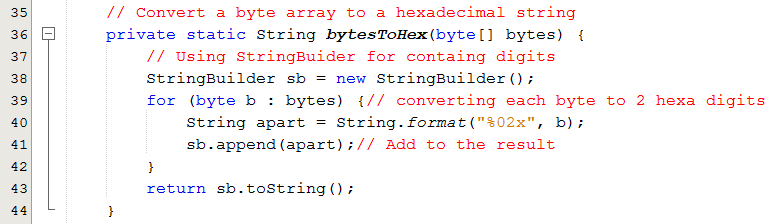 35 // Convert a byte array to a hexadecimal string
36 private static String bytesToHex(byte[] bytes) {
37 // Using StringBuider for containg digits
38 StringBuilder sb = new StringBuilder();
39 for (byte b : bytes) {// converting each byte to 2 hexa digits
40 String apart = String.format("%02x", b);
41 sb.append(apart);// Add to the result
42 }
43 return sb.toString();
44 }